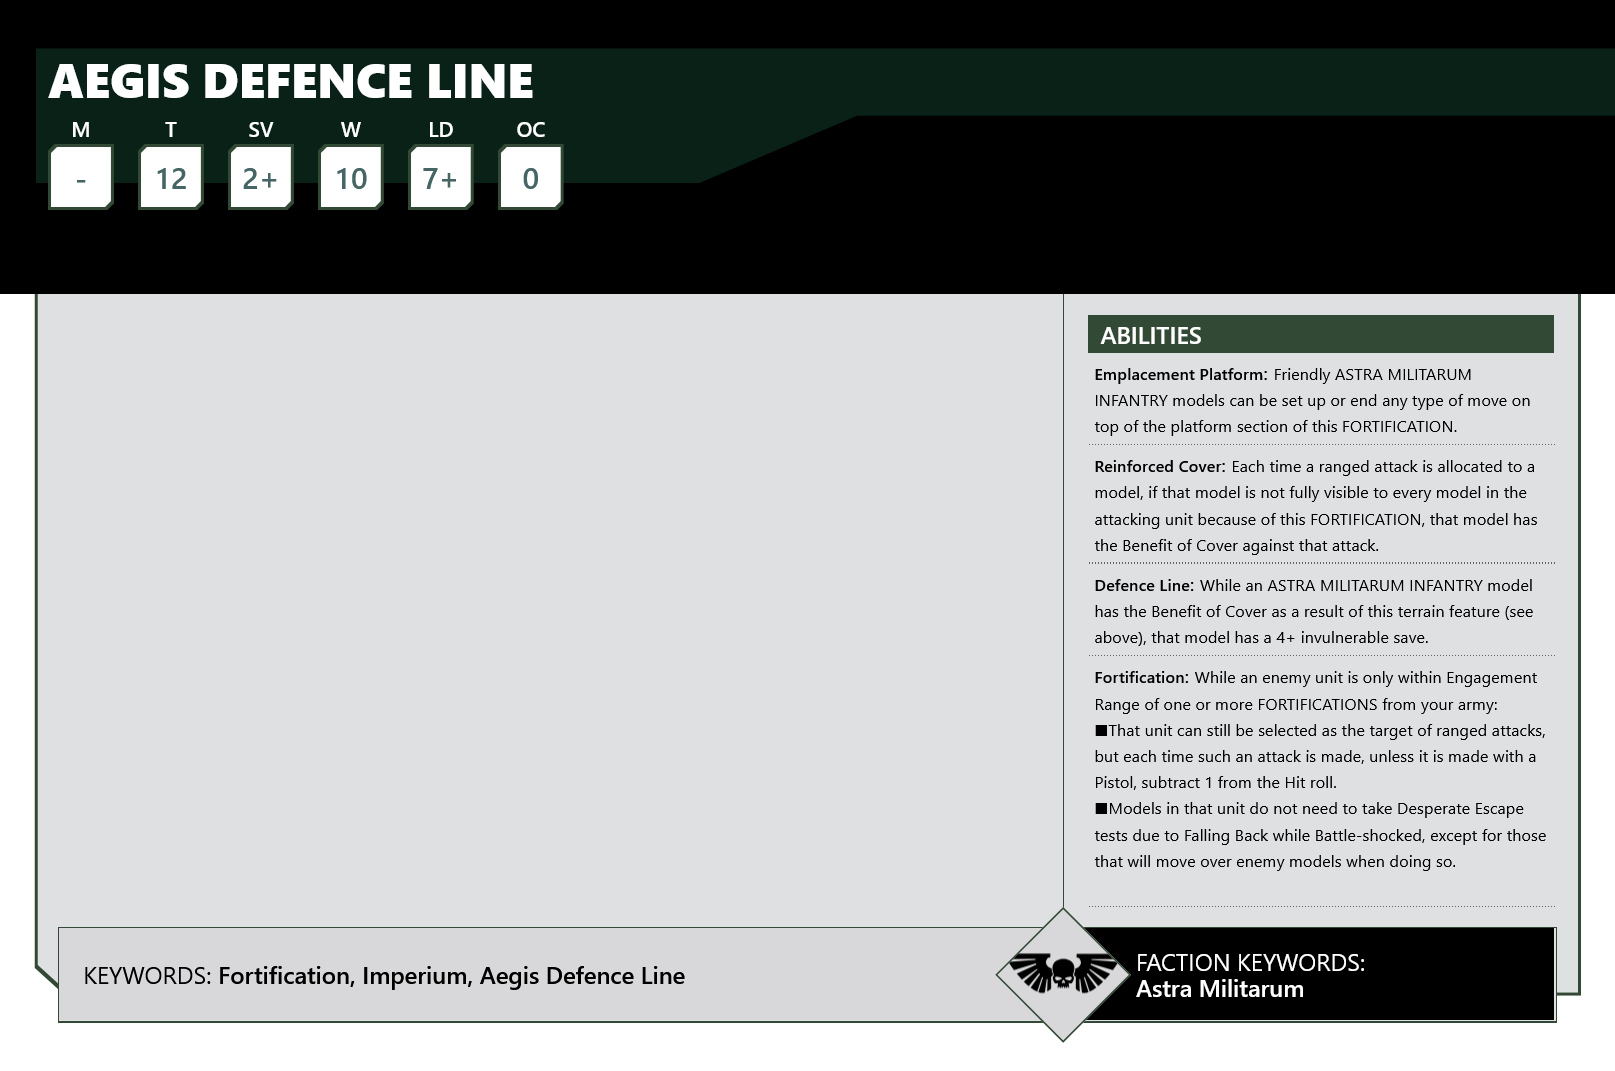 AEGIS DEFENCE LINE
M T SV W LD OC
- 12 2+ 10 7+ 0
ABILITIES
Emplacement Platform: Friendly ASTRA MILITARUM
INFANTRY models can be set up or end any type of move on
top of the platform section of this FORTIFICATION.
Reinforced Cover: Each time a ranged attack is allocated to a
model, if that model is not fully visible to every model in the
attacking unit because of this FORTIFICATION, that model has
the Benefit of Cover against that attack.
Defence Line: While an ASTRA MILITARUM INFANTRY model
has the Benefit of Cover as a result of this terrain feature (see
above), that model has a 4+ invulnerable save.
Fortification: While an enemy unit is only within Engagement
Range of one or more FORTIFICATIONS from your army:
■That unit can still be selected as the target of ranged attacks,
but each time such an attack is made, unless it is made with a
Pistol, subtract 1 from the Hit roll.
■Models in that unit do not need to take Desperate Escape
tests due to Falling Back while Battle-shocked, except for those
that will move over enemy models when doing so.
KEYWORDS: Fortification, Imperium, Aegis Defence Line
FACTION KEYWORDS:
Astra Militarum